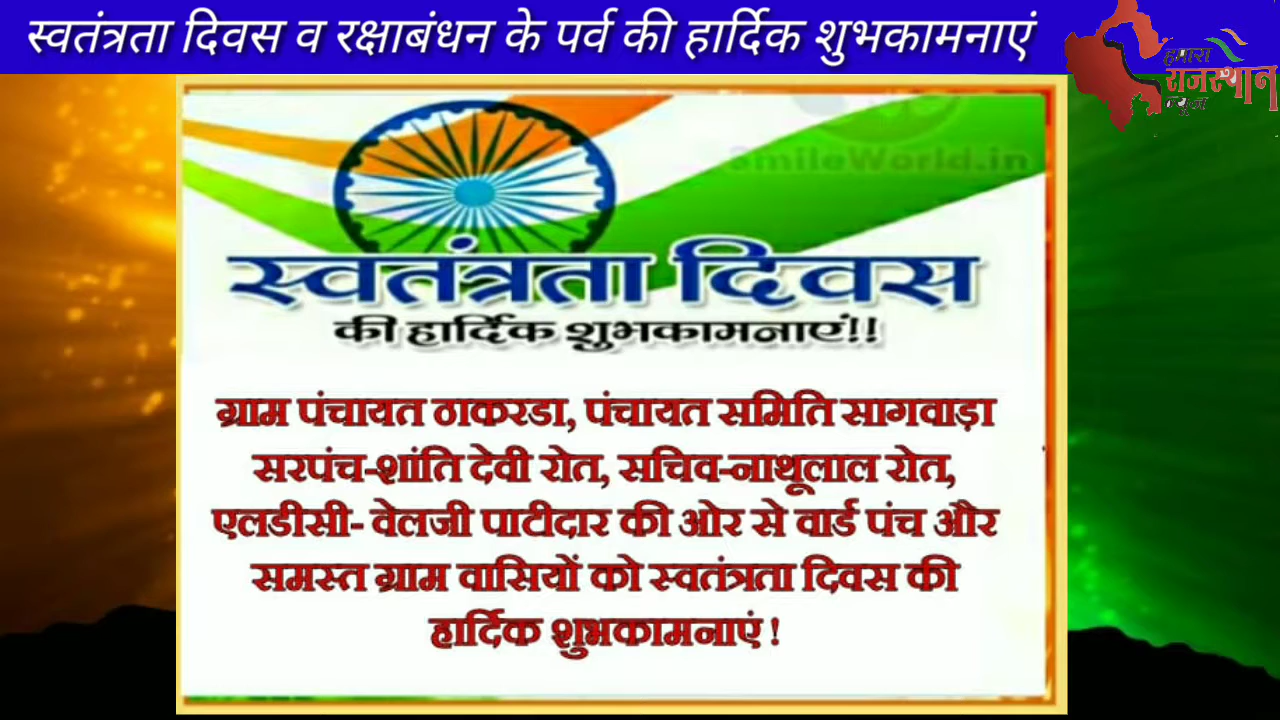 स्वतंत्रता दिवस व रक्षाबंधन के पर्व की हार्दिक शुभकामनाएं
हमारा
राजस्थान
न्यूज
SmileWorld.in
स्वतंत्रता दिवस
की हार्दिक शुभकामनाएं!!
ग्राम पंचायत ठाकरडा, पंचायत समिति सागवाड़ा
सरपंच-शांति देवी रोत, सचिव-नाथूलाल रोत,
एलडीसी- वेलजी पाटीदार की ओर से वार्ड पंच और
समस्त ग्राम वासियों को स्वतंत्रता दिवस की
हार्दिक शुभकामनाएं !